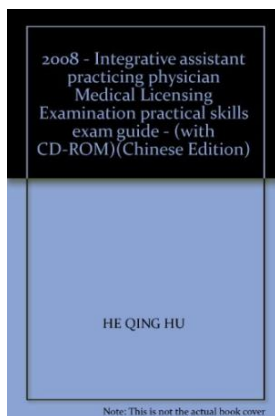 2008 - Integrative assistant
practicing physician
Medical Licensing
Examination practical skills
exam guide - (with
CD-ROM)(Chinese Edition)
HE QING HU
Note: This is not the actual book cover